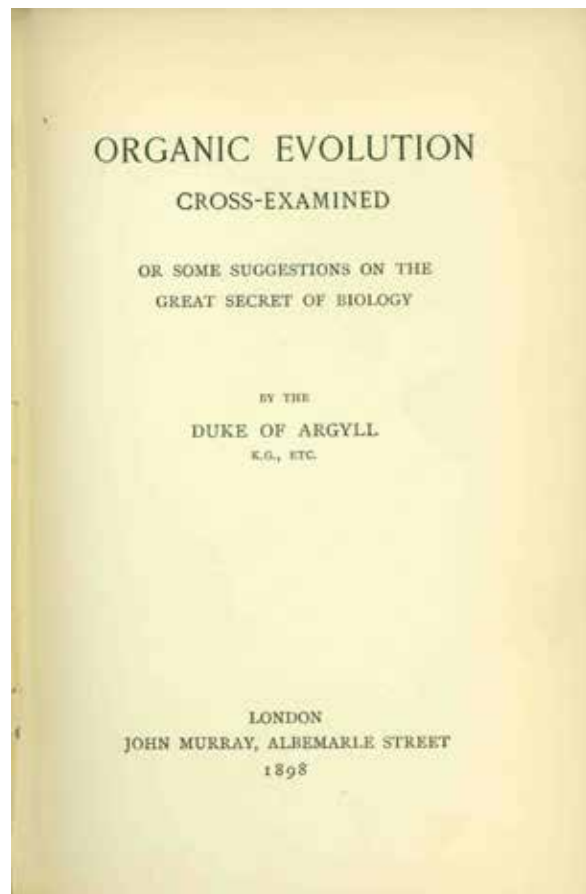 ORGANIC EVOLUTION
CROSS-EXAMINED
OR SOME SUGGESTIONS ON THE
GREAT SECRET OF BIOLOGY
BY THE
DUKE OF ARGYLL
K.G., ETC.
LONDON
JOHN MURRAY, ALBEMARLE STREET
1898